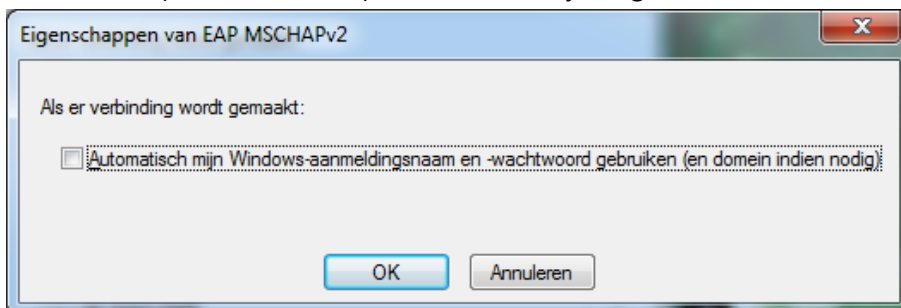 Eigenschappen van EAP MSCHAPv2
Als er verbinding wordt gemaakt:
Automatisch mijn Windows-aanmeldingsnaam en -wachtwoord gebruiken (en domein indien nodig)
OK
Annuleren